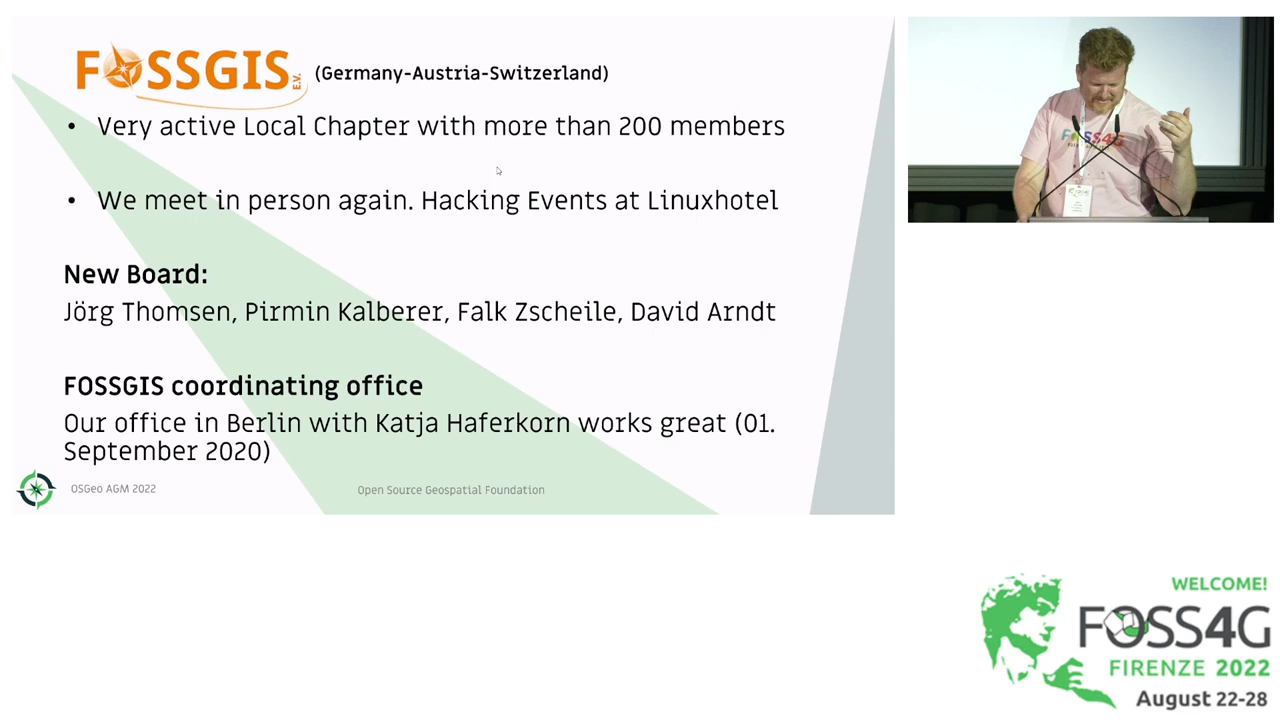 FOSSGIS e.V. (Germany-Austria-Switzerland)
• Very active Local Chapter with more than 200 members
• We meet in person again. Hacking Events at Linuxhotel
New Board:
Jörg Thomsen, Pirmin Kalberer, Falk Zscheile, David Arndt
FOSSGIS coordinating office
Our office in Berlin with Katja Haferkorn works great (01.
September 2020)
OSGeo AGM 2022
Open Source Geospatial Foundation
FOSS4G
WELCOME!
FOSS4G
FIRENZE 2022
August 22-28